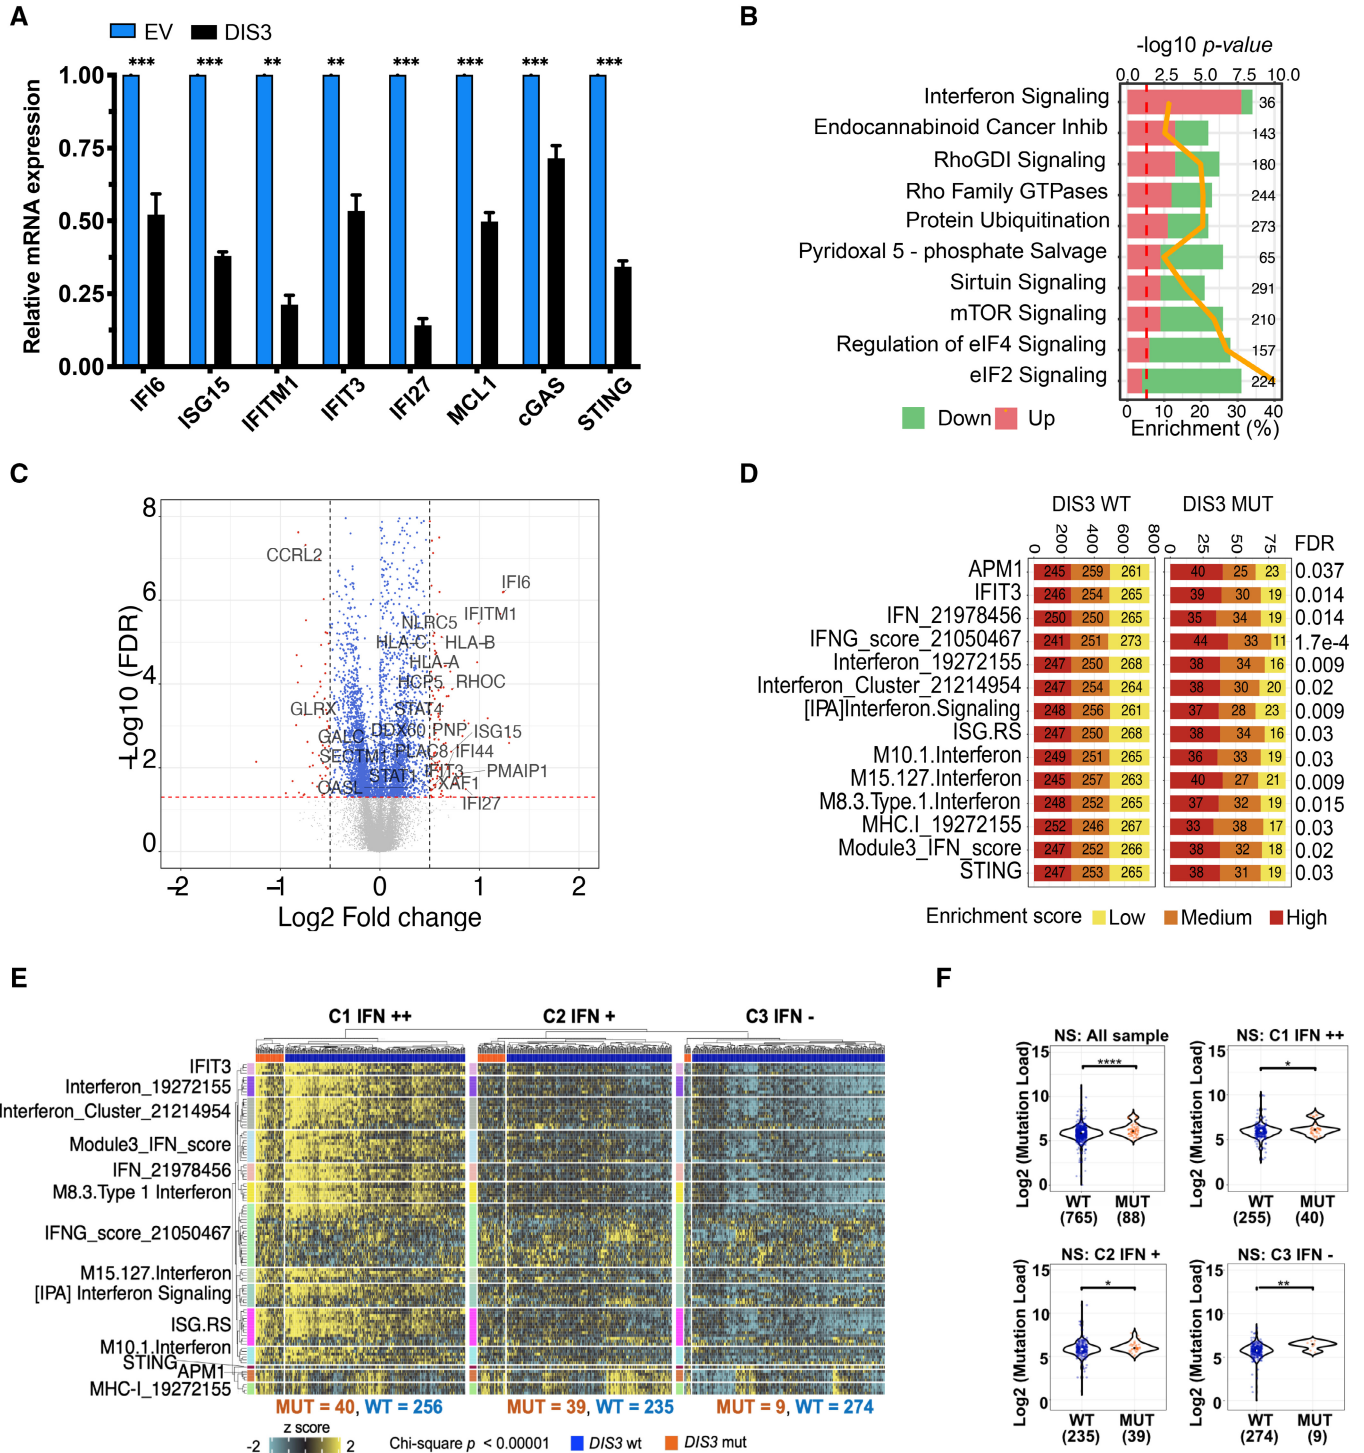 A
EV DIS3
*** *** ** ** *** *** *** ***
Relative mRNA expression
1.00
0.75
0.50
0.25
0.00
IFI6 ISG15 IFITM1 IFIT3 IFI27 MCL1 cGAS STING
B
-log10 p-value
0.0 2.5 5.0 7.5 10.0
Interferon Signaling 36
Endocannabinoid Cancer Inhib 143
RhoGDI Signaling 180
Rho Family GTPases 244
Protein Ubiquitination 273
Pyridoxal 5 - phosphate Salvage 65
Sirtuin Signaling 291
mTOR Signaling 210
Regulation of eIF4 Signaling 157
eIF2 Signaling 224
0 10 20 30 40
Down Up
Enrichment (%)
C
-Log10 (FDR)
8
6
4
2
0
CCRL2
IFI6
IFITM1
NLRC5
HLA-C HLA-B
HLA-A
HCP5 RHOC
GLRX STAT4
GALC DDX60 PNP ISG15
SECTM1 PLAC8 IFI44
STAT1 IFIT3 PMAIP1
OASL XAF1
IFI27
-2 -1 0 1 2
Log2 Fold change
D
DIS3 WT DIS3 MUT
0 200 400 600 800 0 25 50 75 FDR
APM1 245 259 261 40 25 23 0.037
IFIT3 246 254 265 39 30 19 0.014
IFN_21978456 250 250 265 35 34 19 0.014
IFNG_score_21050467 241 251 273 44 33 11 1.7e-4
Interferon_19272155 247 250 268 38 34 16 0.009
Interferon_Cluster_21214954 247 254 264 38 30 20 0.02
[IPA]Interferon.Signaling 248 256 261 37 28 23 0.009
ISG.RS 247 250 268 38 34 16 0.03
M10.1.Interferon 249 251 265 36 33 19 0.03
M15.127.Interferon 245 257 263 40 27 21 0.009
M8.3.Type.1.Interferon 248 252 265 37 32 19 0.015
MHC.I_19272155 252 246 267 33 38 17 0.03
Module3_IFN_score 247 252 266 38 32 18 0.02
STING 247 253 265 38 31 19 0.03
Enrichment score Low Medium High
E
C1 IFN ++ C2 IFN + C3 IFN -
IFIT3
Interferon_19272155
Interferon_Cluster_21214954
Module3_IFN_score
IFN_21978456
M8.3.Type 1 Interferon
IFNG_score_21050467
M15.127.Interferon
[IPA] Interferon Signaling
ISG.RS
M10.1.Interferon
STING
APM1
MHC-I_19272155
MUT = 40, WT = 256 MUT = 39, WT = 235 MUT = 9, WT = 274
z score
-2 2
Chi-square p < 0.00001 DIS3 wt DIS3 mut
F
NS: All sample
Log2 (Mutation Load)
15
10
5
0
****
WT MUT
(765) (88)
NS: C1 IFN ++
Log2 (Mutation Load)
15
10
5
0
*
WT MUT
(255) (40)
NS: C2 IFN +
Log2 (Mutation Load)
15
10
5
0
*
WT MUT
(235) (39)
NS: C3 IFN -
Log2 (Mutation Load)
15
10
5
0
**
WT MUT
(274) (9)